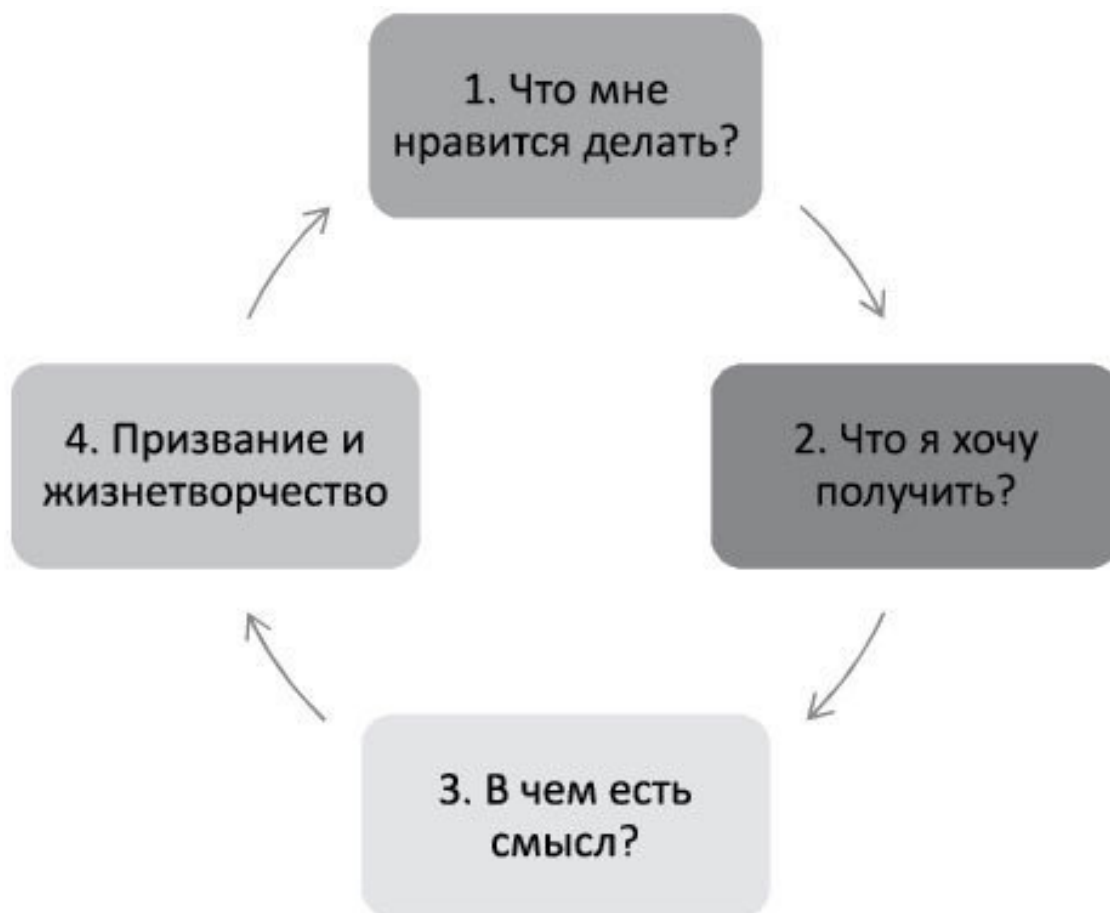 1. Что мне
нравится делать?
2. Что я хочу
получить?
3. В чем есть
смысл?
4. Призвание и
жизнетворчество